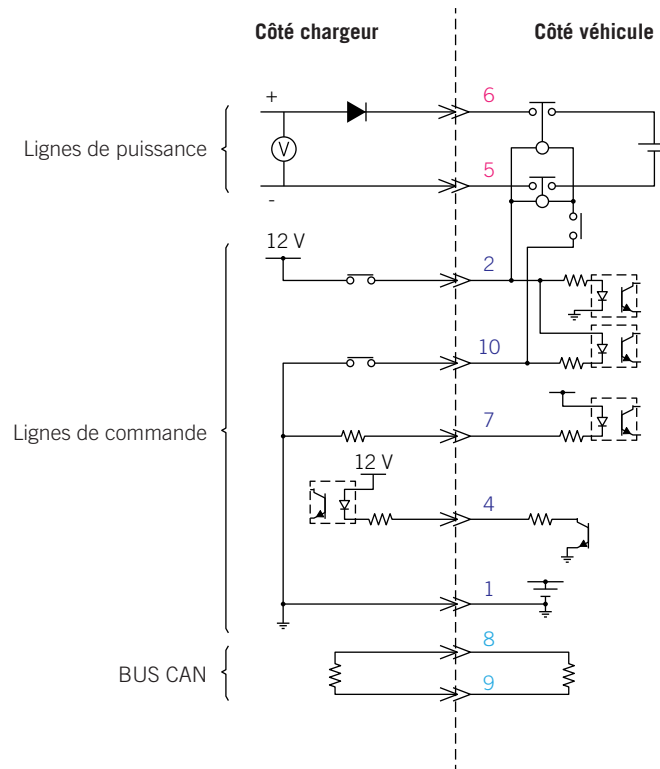 Côté chargeur
Côté véhicule
+
6
Lignes de puissance
V
5
-
12 V
2
10
Lignes de commande
7
12 V
4
1
8
BUS CAN
9